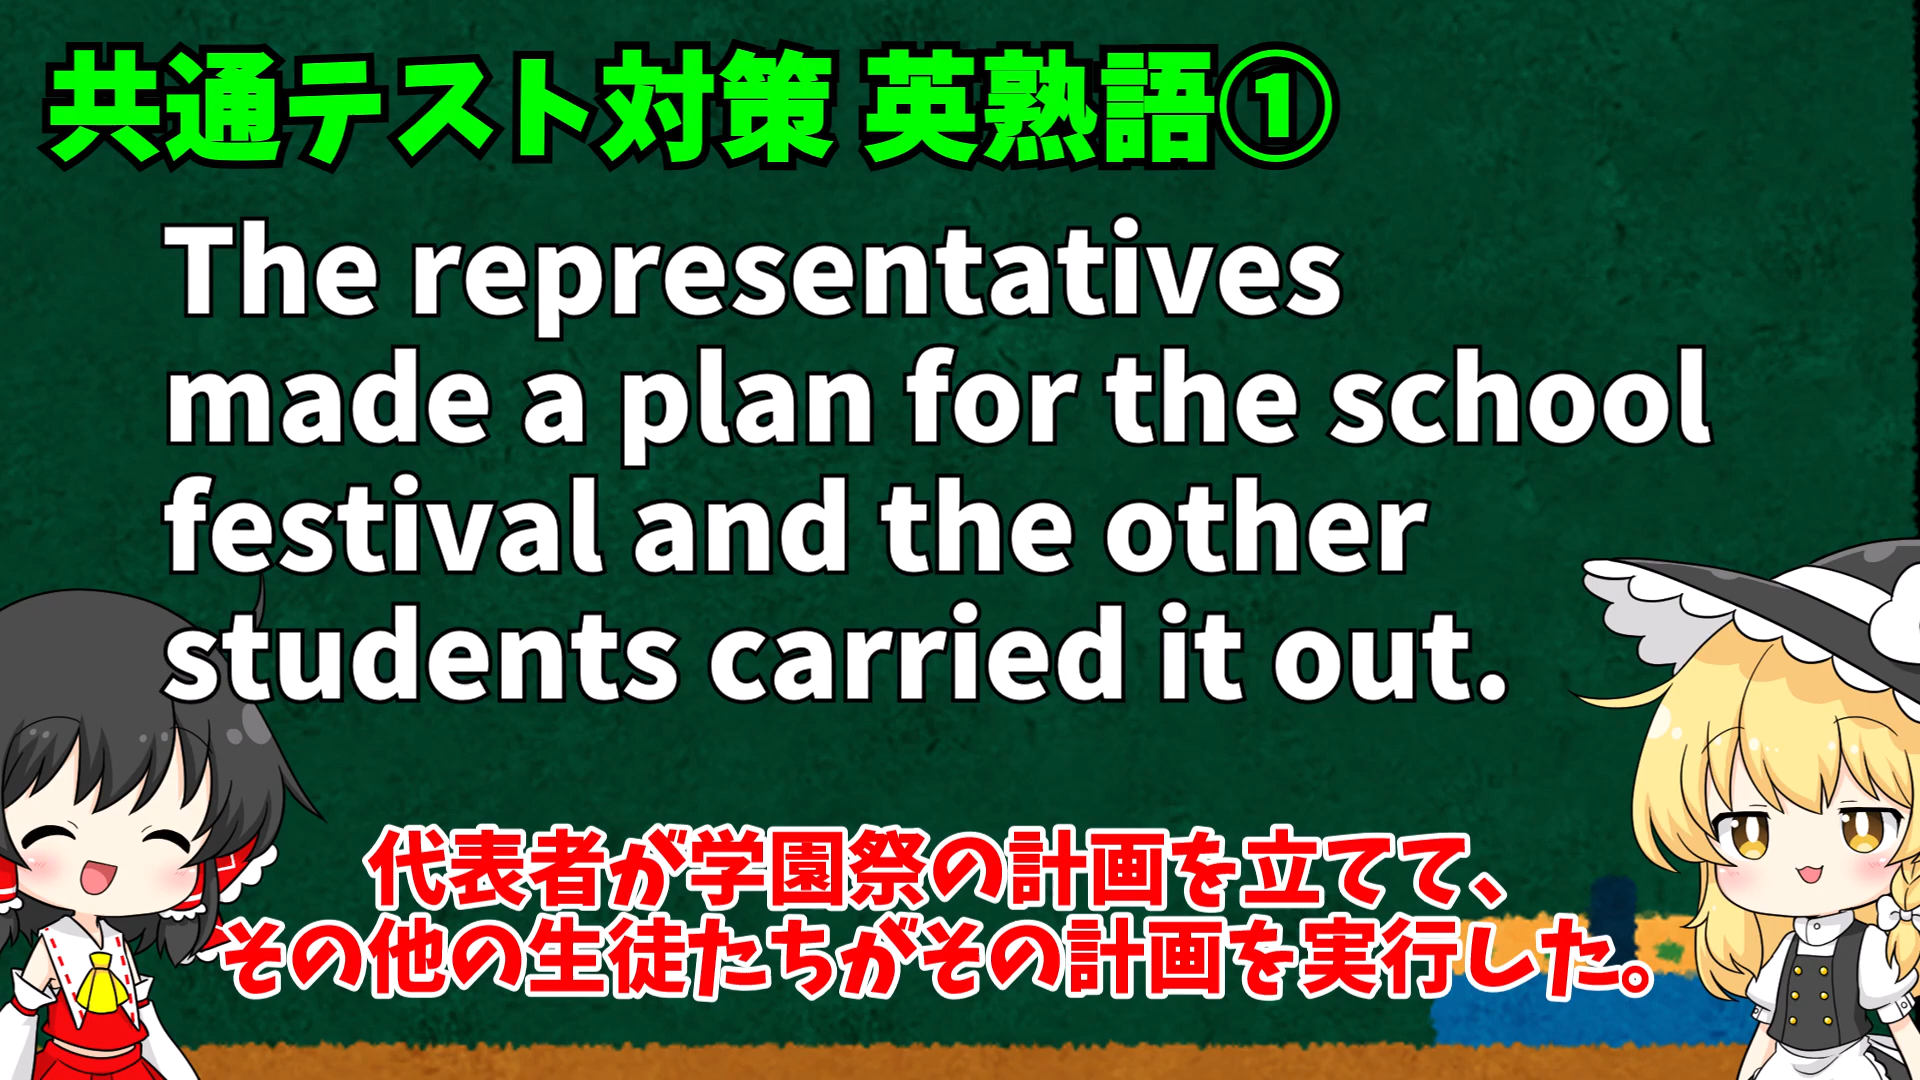 共通テスト対策 英熟語①
The representatives
made a plan for the school
festival and the other
students carried it out.
代表者が学園祭の計画を立てて、
その他の生徒たちがその計画を実行した。